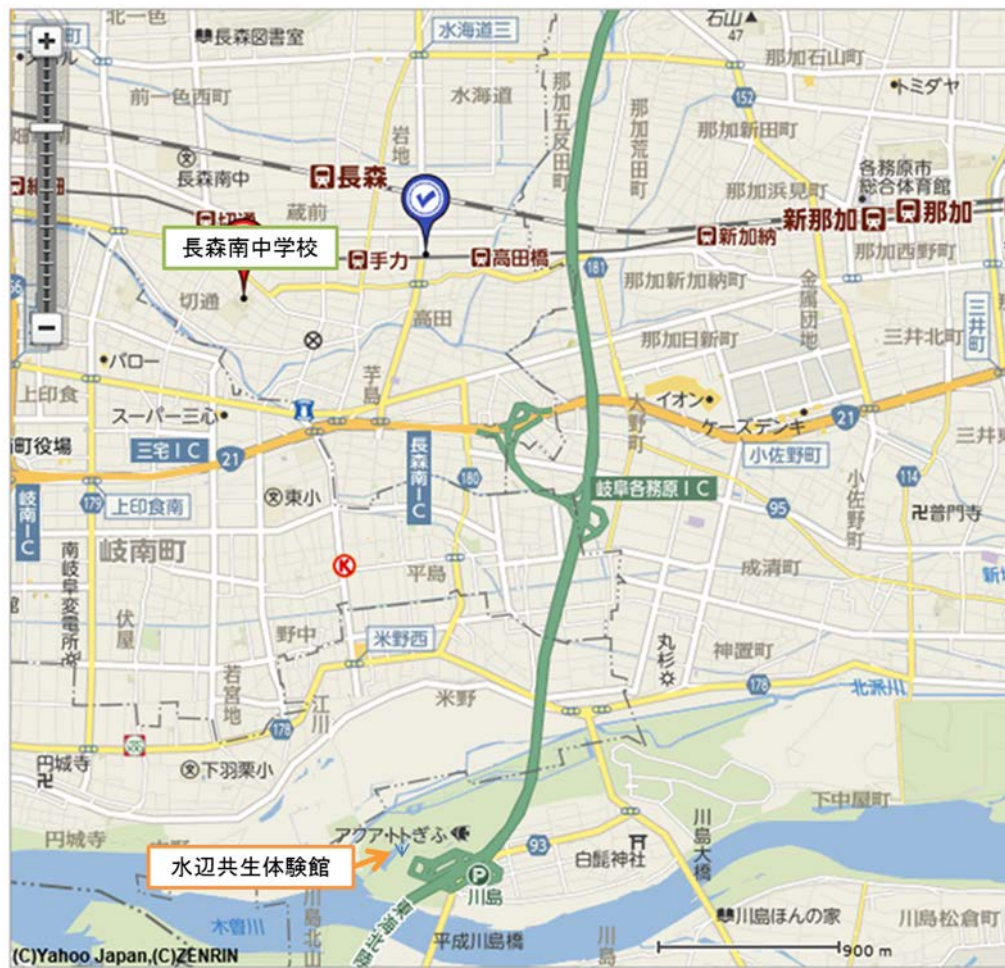 北一色
長森図書室
水海道三
石山
47
那加石山町
トミダヤ
前一色西町
水海道
那加五反田町
那加荒田町
152
那加新田町
岩地
長森南中
長森
蔵前
那加浜見町
各務原市
総合体育館
切通
新那加
那加
長森南中学校
手力
高田橋
新加納
那加西野町
181
那加新加納町
切通
高田
金属団地
三井町
三井北町
那加日新町
バロー
芋島
上印食
スーパー三心
イオン
大野町
ケーズデンキ
21
町役場
三宅IC
21
長森南IC
小佐野町
岐南IC
179
上印食南
東小
180
岐阜各務原IC
95
小佐野町
114
普門寺
岐南町
南岐阜変電所
K
平島
成清町
伏屋
野中
米野西
丸杉
神置町
若宮地
江川
米野
178
北派川
178
円城寺
下羽栗小
下中屋町
円城寺
アクア・トトぎふ
93
白髭神社
川島大橋
水辺共生体験館
P
川島
木曽川
川島北山
東海北陸
平成川島橋
川島
川島ほんの家
川島松倉町
900 m
(C)Yahoo Japan,(C)ZENRIN